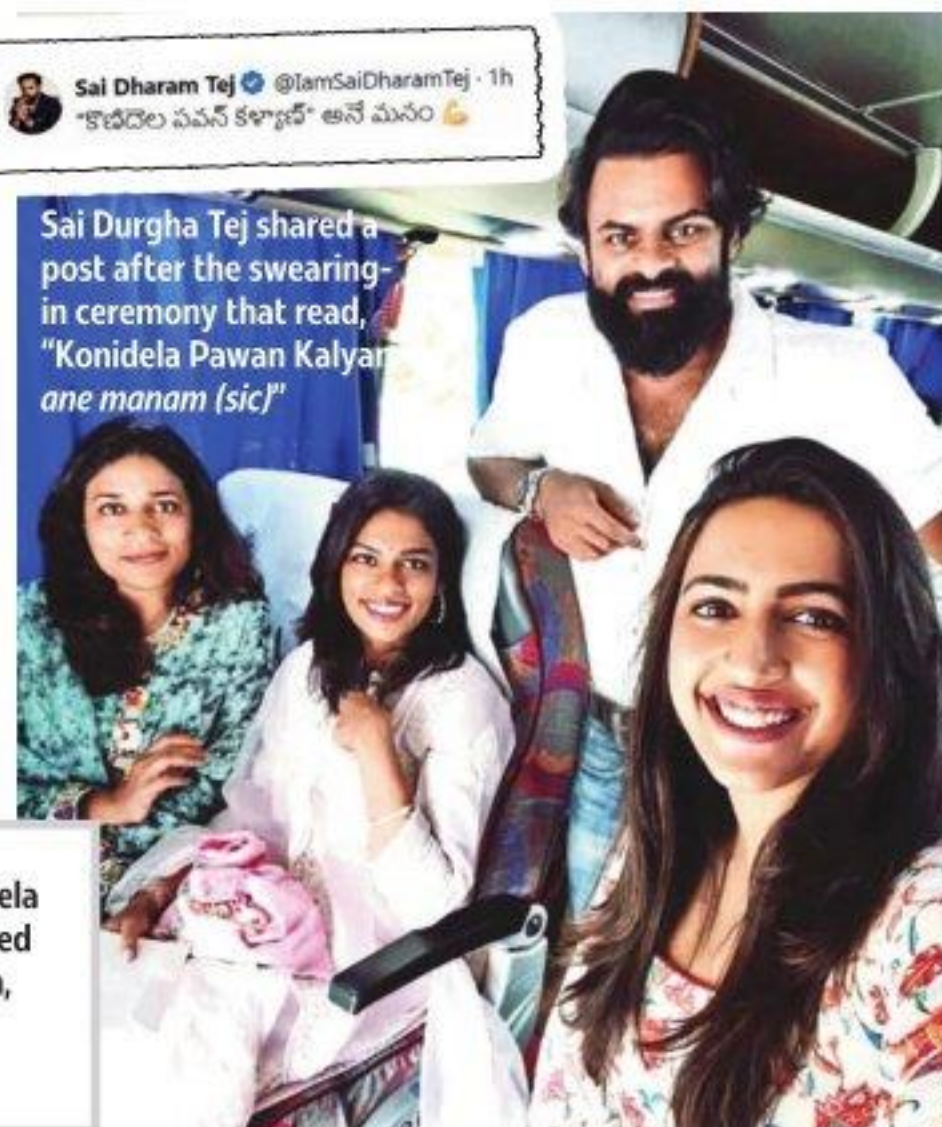 Sai Dharam Tej @IamSaiDharamTej · 1h
"కొణిదెల పవన్ కళ్యాణ్" అనే మనం 💪
Sai Durgha Tej shared a
post after the swearing-
in ceremony that read,
"Konidela Pawan Kalyan
ane manam (sic)"
ela
ed
,